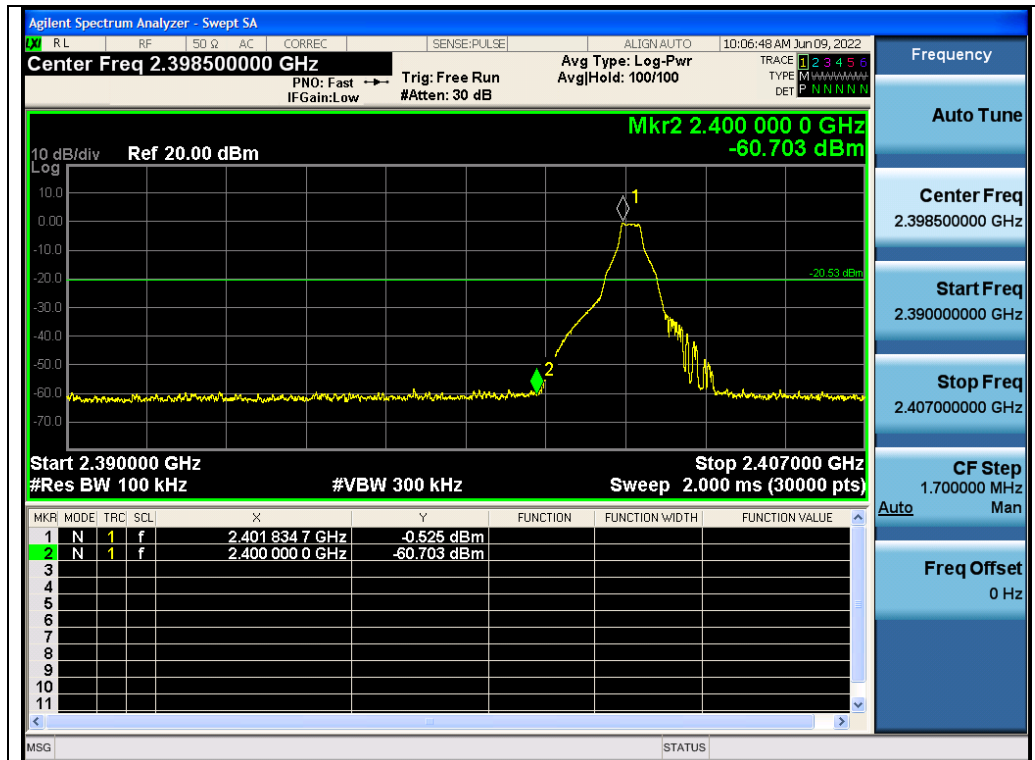 Agilent Spectrum Analyzer - Swept SA
LXI RL RF 50 Ω AC CORREC SENSE:PULSE ALIGN AUTO 10:06:48 AM Jun 09, 2022
Center Freq 2.398500000 GHz
PNO: Fast
IFGain:Low
Trig: Free Run
#Atten: 30 dB
Avg Type: Log-Pwr
Avg|Hold: 100/100
TRACE 1 2 3 4 5 6
TYPE M WWWWW
DET P N N N N N
Mkr2 2.400 000 0 GHz
-60.703 dBm
10 dB/div Ref 20.00 dBm
Log
10.0
0.00
-10.0
-20.0
-30.0
-40.0
-50.0
-60.0
-70.0
1
-20.53 dBm
2
Start 2.390000 GHz Stop 2.407000 GHz
#Res BW 100 kHz #VBW 300 kHz Sweep 2.000 ms (30000 pts)
MKR MODE TRC SCL X Y FUNCTION FUNCTION WIDTH FUNCTION VALUE
1 N 1 f 2.401 834 7 GHz -0.525 dBm
2 N 1 f 2.400 000 0 GHz -60.703 dBm
3
4
5
6
7
8
9
10
11
MSG STATUS
Frequency
Auto Tune
Center Freq
2.398500000 GHz
Start Freq
2.390000000 GHz
Stop Freq
2.407000000 GHz
CF Step
1.700000 MHz
Auto Man
Freq Offset
0 Hz